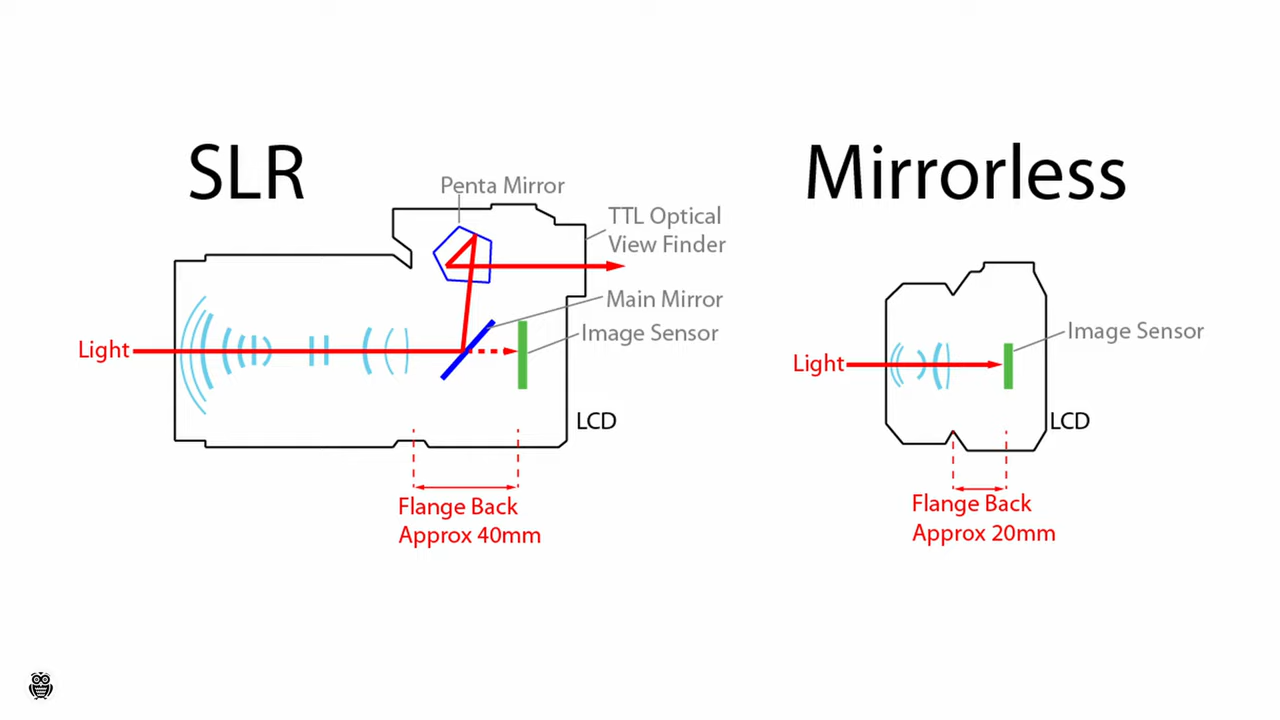 SLR
Penta Mirror
TTL Optical
View Finder
Main Mirror
Image Sensor
Light
LCD
Flange Back
Approx 40mm
Mirrorless
Image Sensor
Light
LCD
Flange Back
Approx 20mm